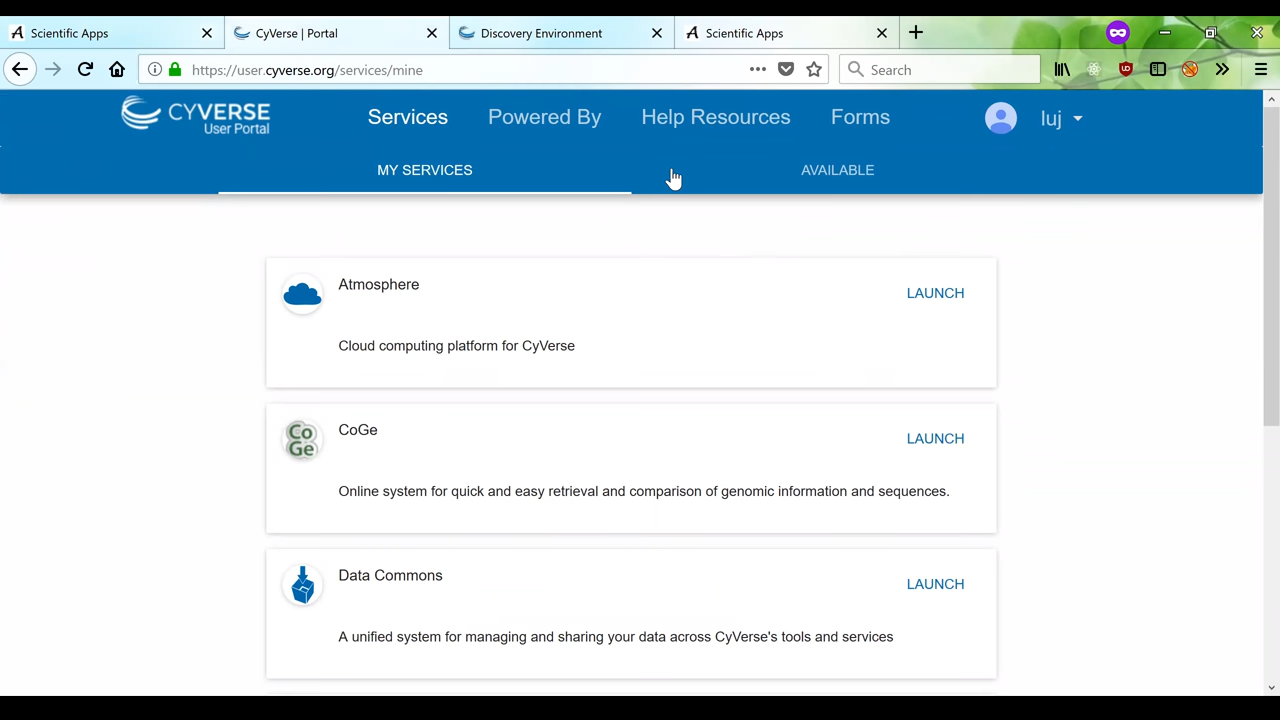 Scientific Apps
CyVerse | Portal
Discovery Environment
Scientific Apps
https://user.cyverse.org/services/mine
Search
CYVERSE
User Portal
Services
Powered By
Help Resources
Forms
luj
MY SERVICES
AVAILABLE
Atmosphere
LAUNCH
Cloud computing platform for CyVerse
CoGe
CoGe
LAUNCH
Online system for quick and easy retrieval and comparison of genomic information and sequences.
Data Commons
LAUNCH
A unified system for managing and sharing your data across CyVerse's tools and services